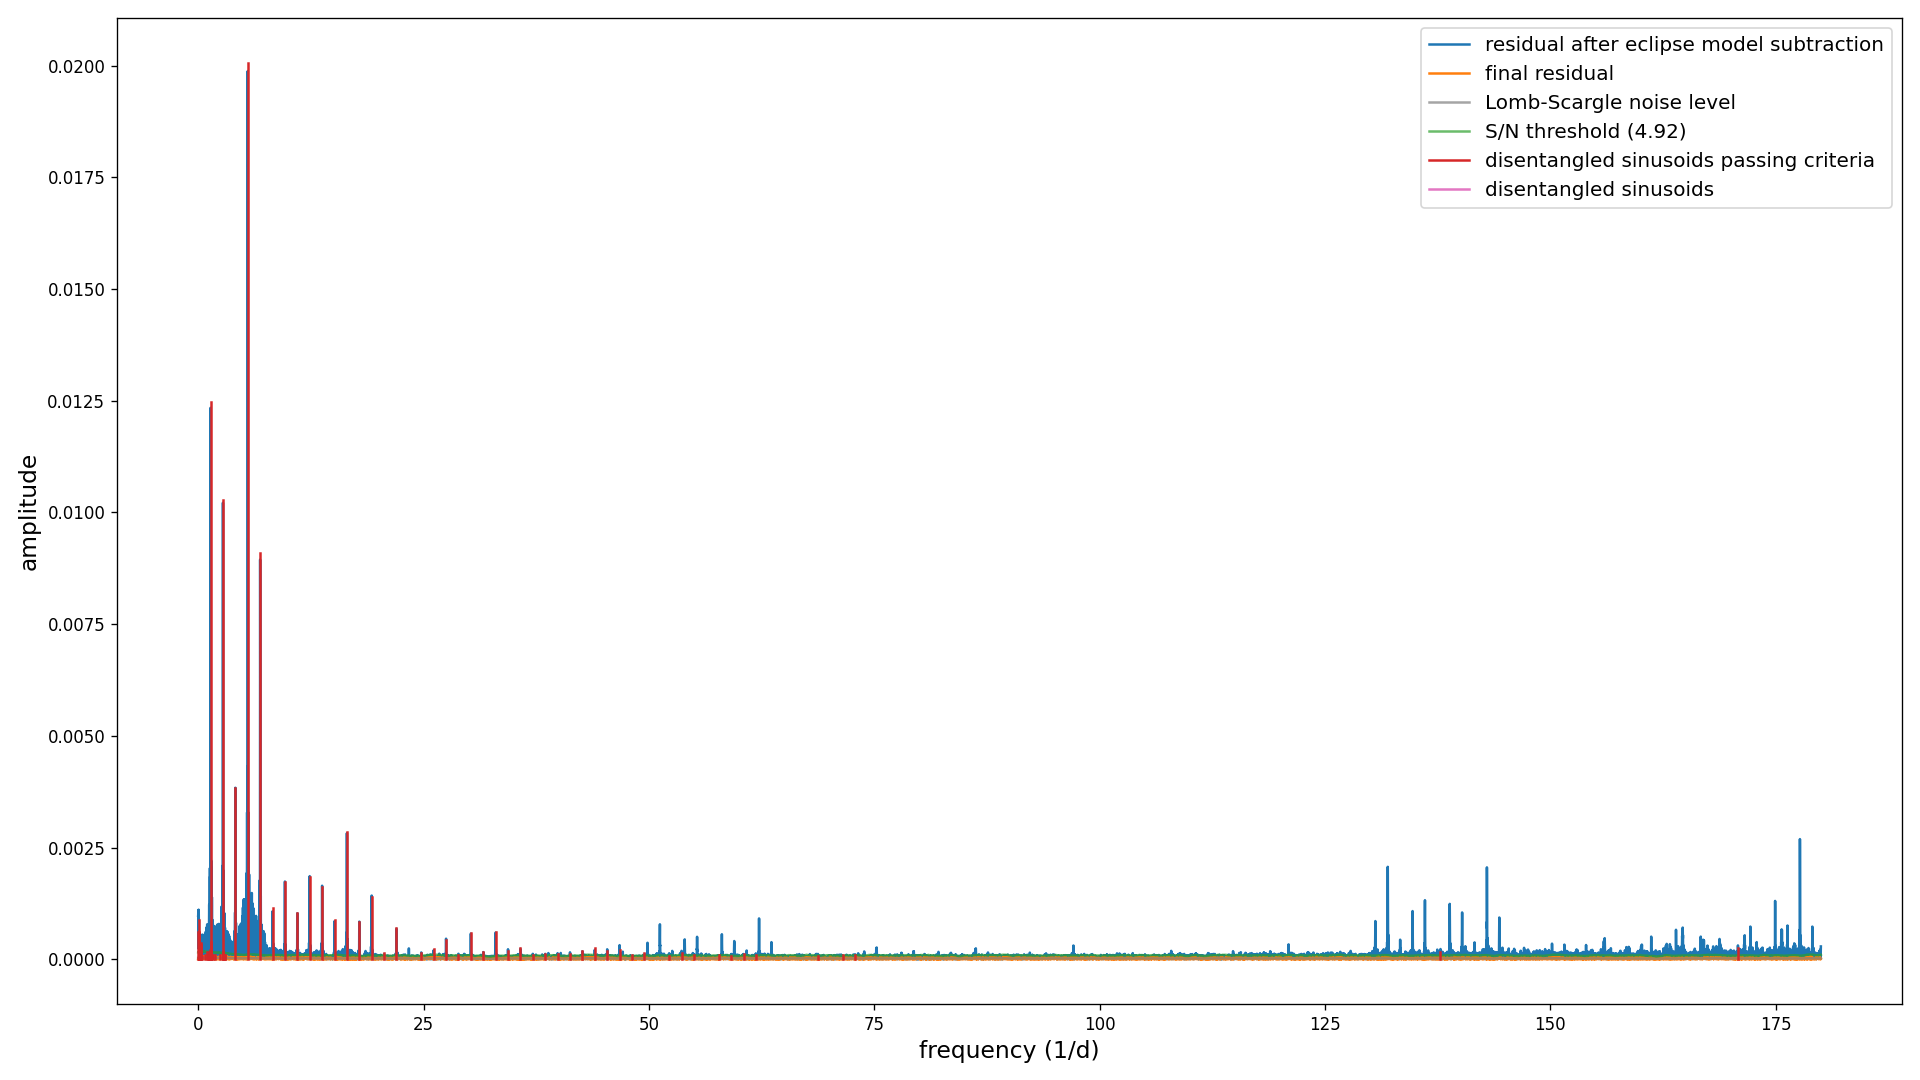 residual after eclipse model subtraction
final residual
Lomb-Scargle noise level
S/N threshold (4.92)
disentangled sinusoids passing criteria
disentangled sinusoids
0.0200
0.0175
0.0150
0.0125
0.0100
0.0075
0.0050
0.0025
0.0000
amplitude
0 25 50 75 100 125 150 175
frequency (1/d)